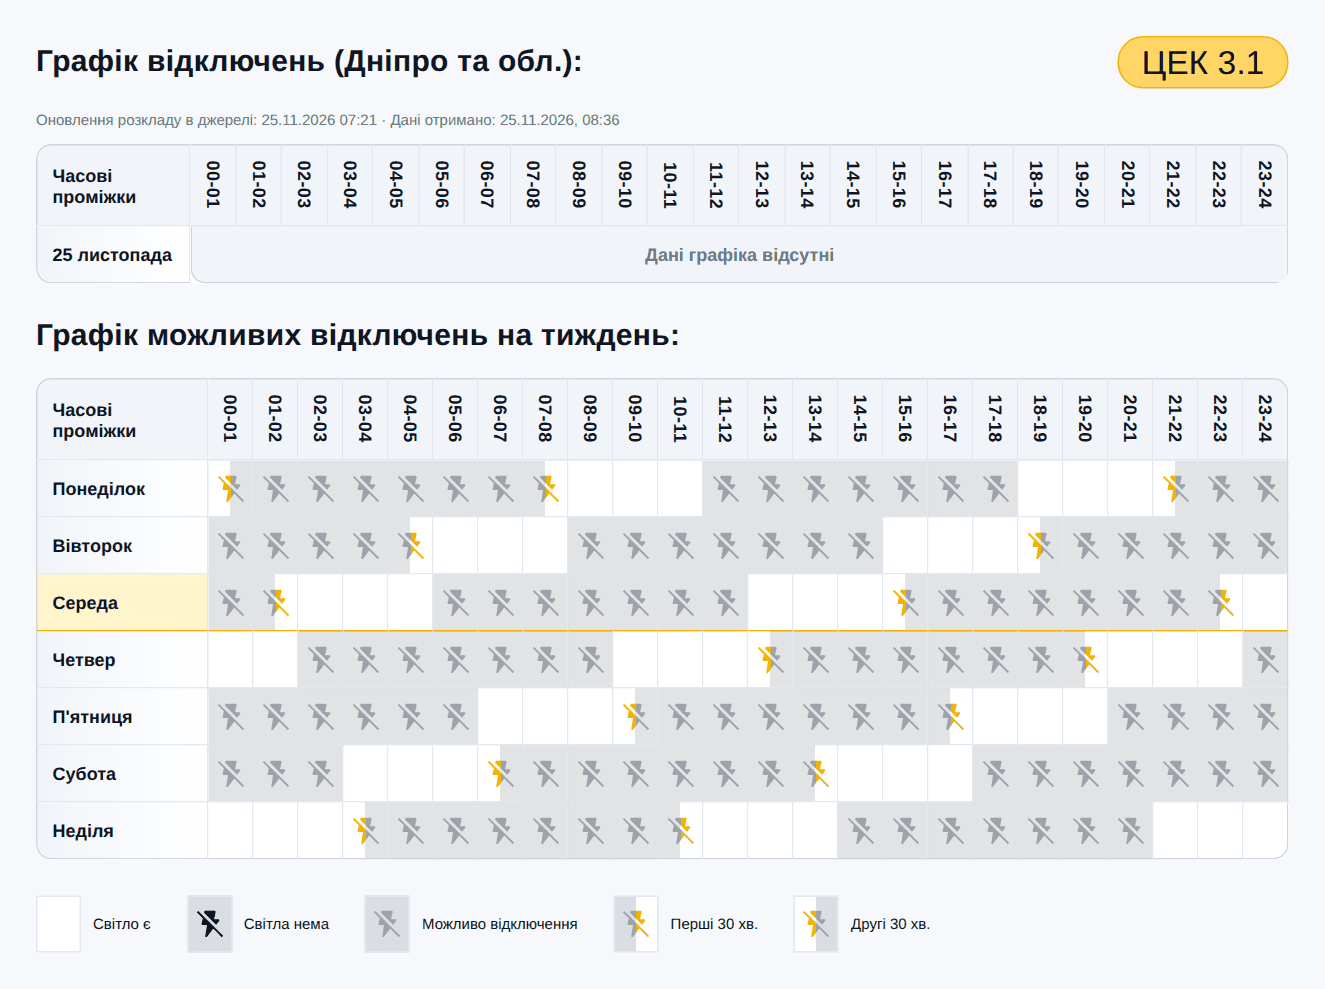 Графік відключень (Дніпро та обл.):
ЦЕК 3.1
Оновлення розкладу в джерелі: 25.11.2026 07:21 · Дані отримано: 25.11.2026, 08:36
Часові проміжки 00-01 01-02 02-03 03-04 04-05 05-06 06-07 07-08 08-09 09-10 10-11 11-12 12-13 13-14 14-15 15-16 16-17 17-18 18-19 19-20 20-21 21-22 22-23 23-24
25 листопада Дані графіка відсутні
Графік можливих відключень на тиждень:
Часові проміжки 00-01 01-02 02-03 03-04 04-05 05-06 06-07 07-08 08-09 09-10 10-11 11-12 12-13 13-14 14-15 15-16 16-17 17-18 18-19 19-20 20-21 21-22 22-23 23-24
Понеділок
Вівторок
Середа
Четвер
П'ятниця
Субота
Неділя
Світло є Світла нема Можливо відключення Перші 30 хв. Другі 30 хв.